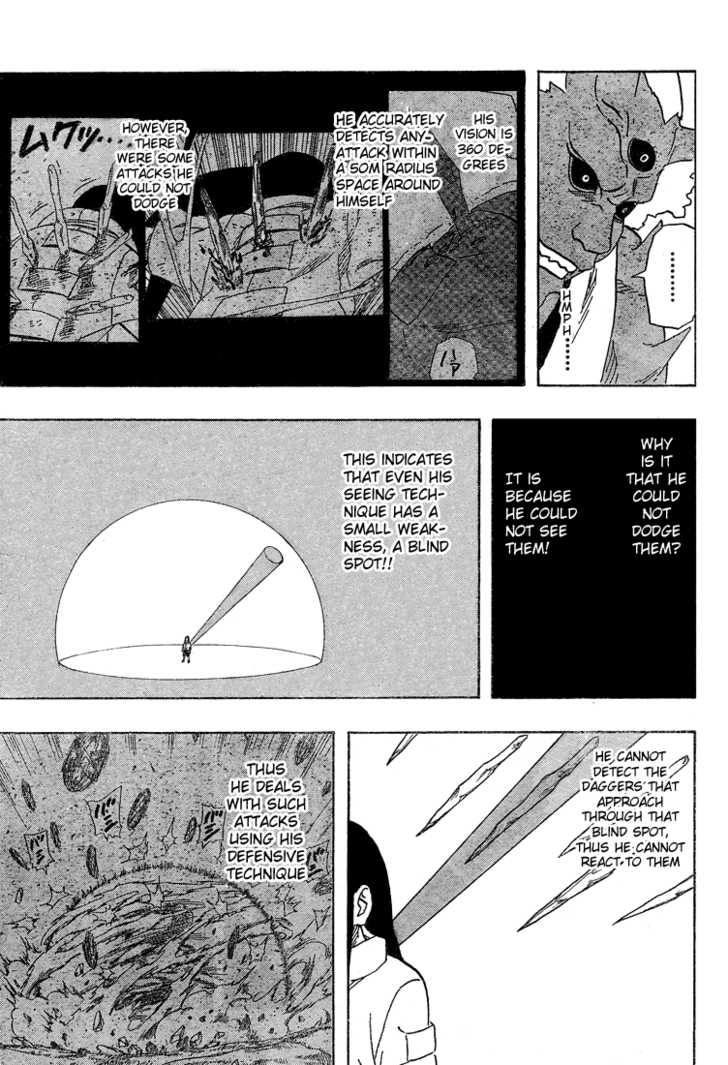 ..........
HMPH......
HIS
VISION IS
360 DE-
GREES
HE ACCURATELY
DETECTS ANY
ATTACK WITHIN
A 50M RADIUS
SPACE AROUND
HIMSELF
HOWEVER,
THERE
WERE SOME
ATTACKS HE
COULD NOT
DODGE
ムクッ...
WHY
IS IT
THAT HE
COULD
NOT
DODGE
THEM?
IT IS
BECAUSE
HE COULD
NOT SEE
THEM!
THIS INDICATES
THAT EVEN HIS
SEEING TECH-
NIQUE HAS A
SMALL WEAK-
NESS, A BLIND
SPOT!!
HE CANNOT
DETECT THE
DAGGERS THAT
APPROACH
THROUGH THAT
BLIND SPOT,
THUS HE CANNOT
REACT TO THEM
THUS
HE DEALS
WITH SUCH
ATTACKS
USING HIS
DEFENSIVE
TECHNIQUE